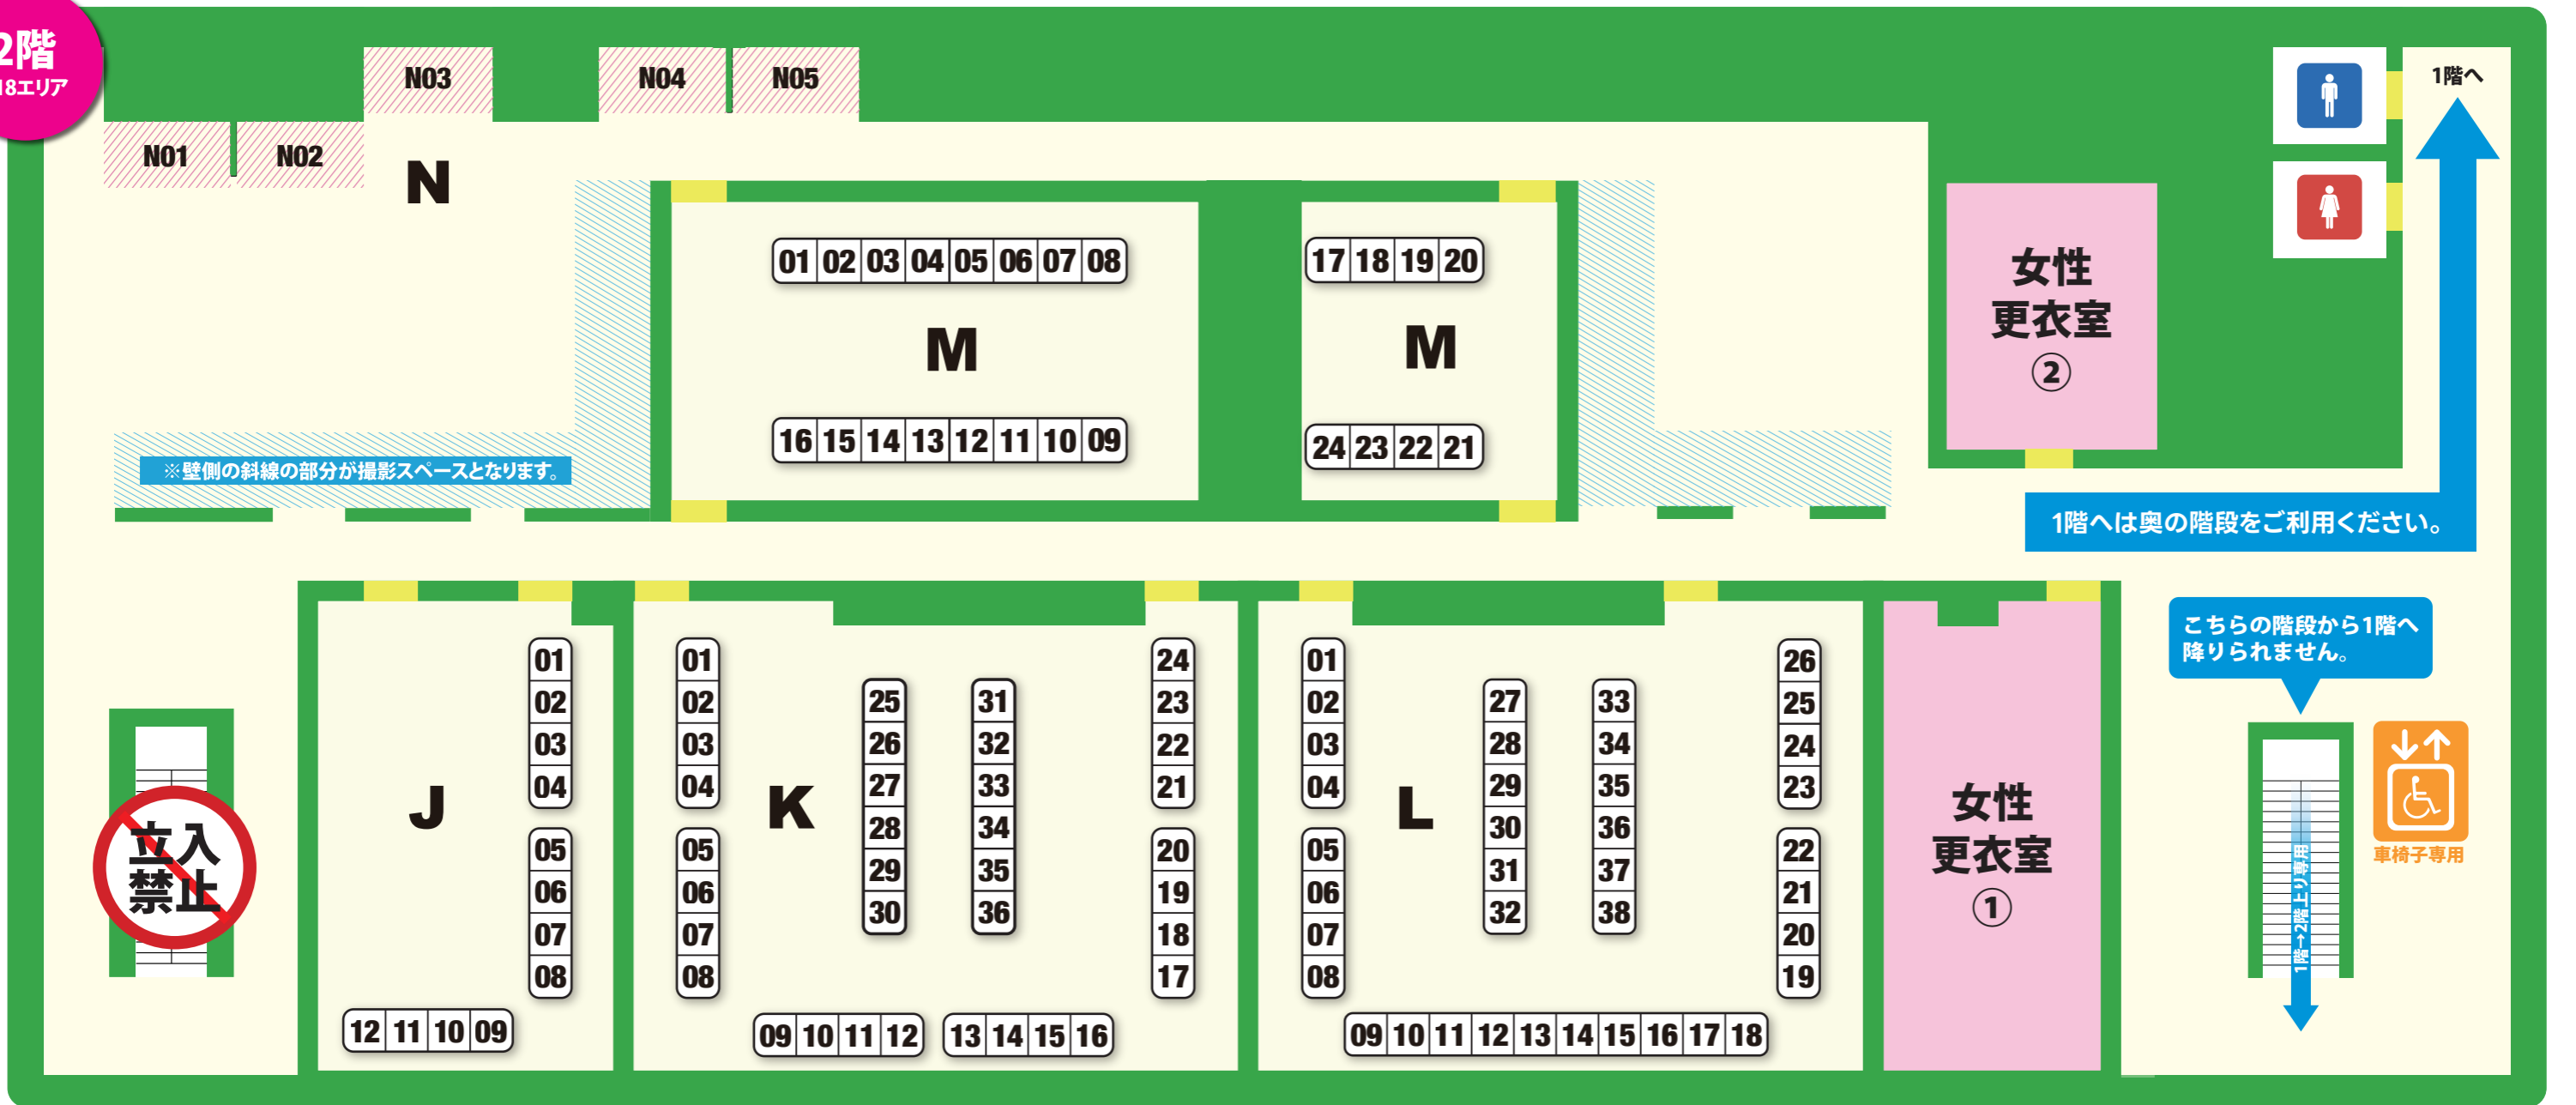 2階
18エリア
N03
N04
N05
N01
N02
N
1階へ
01 02 03 04 05 06 07 08
M
16 15 14 13 12 11 10 09
17 18 19 20
M
24 23 22 21
女性
更衣室
②
※壁側の斜線の部分が撮影スペースとなります。
1階へは奥の階段をご利用ください。
こちらの階段から1階へ
降りられません。
立入
禁止
J
01
02
03
04
05
06
07
08
12 11 10 09
K
01
02
03
04
05
06
07
08
25
26
27
28
29
30
31
32
33
34
35
36
24
23
22
21
20
19
18
17
09 10 11 12
13 14 15 16
L
01
02
03
04
05
06
07
08
27
28
29
30
31
32
33
34
35
36
37
38
26
25
24
23
22
21
20
19
09 10 11 12 13 14 15 16 17 18
女性
更衣室
①
1階→2階上り専用
車椅子専用